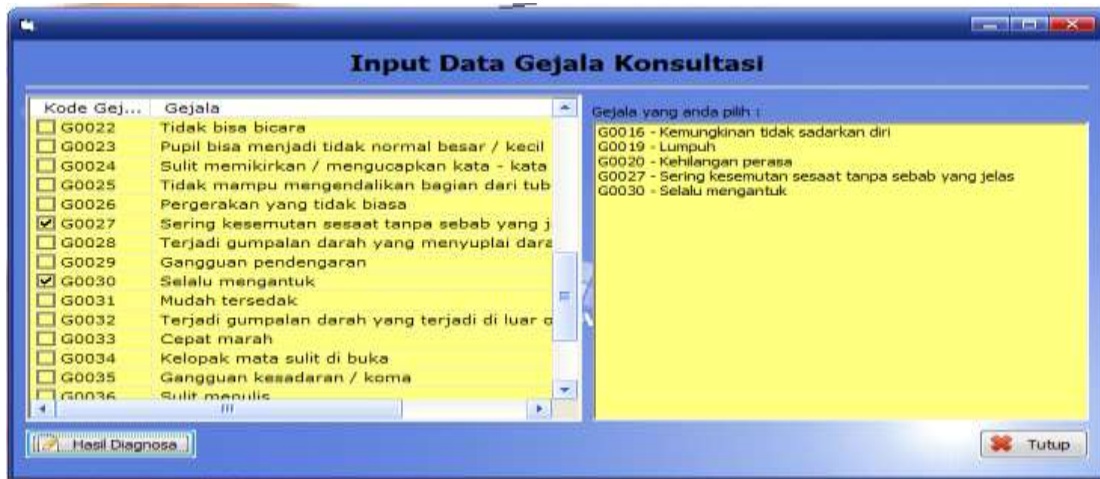 Input Data Gejala Konsultasi
Kode Gej... Gejala
G0022 Tidak bisa bicara
G0023 Pupil bisa menjadi tidak normal besar / kecil
G0024 Sulit memikirkan / mengucapkan kata - kata
G0025 Tidak mampu mengendalikan bagian dari tub
G0026 Pergerakan yang tidak biasa
G0027 Sering kesemutan sesaat tanpa sebab yang j
G0028 Terjadi gumpalan darah yang menyuplai dara
G0029 Gangguan pendengaran
G0030 Selalu mengantuk
G0031 Mudah tersedak
G0032 Terjadi gumpalan darah yang terjadi di luar o
G0033 Cepat marah
G0034 Kelopak mata sulit di buka
G0035 Gangguan kesadaran / koma
G0036 Sulit menulis
Gejala yang anda pilih :
G0016 - Kemungkinan tidak sadarkan diri
G0019 - Lumpuh
G0020 - Kehilangan perasa
G0027 - Sering kesemutan sesaat tanpa sebab yang jelas
G0030 - Selalu mengantuk
Hasil Diagnosa
Tutup